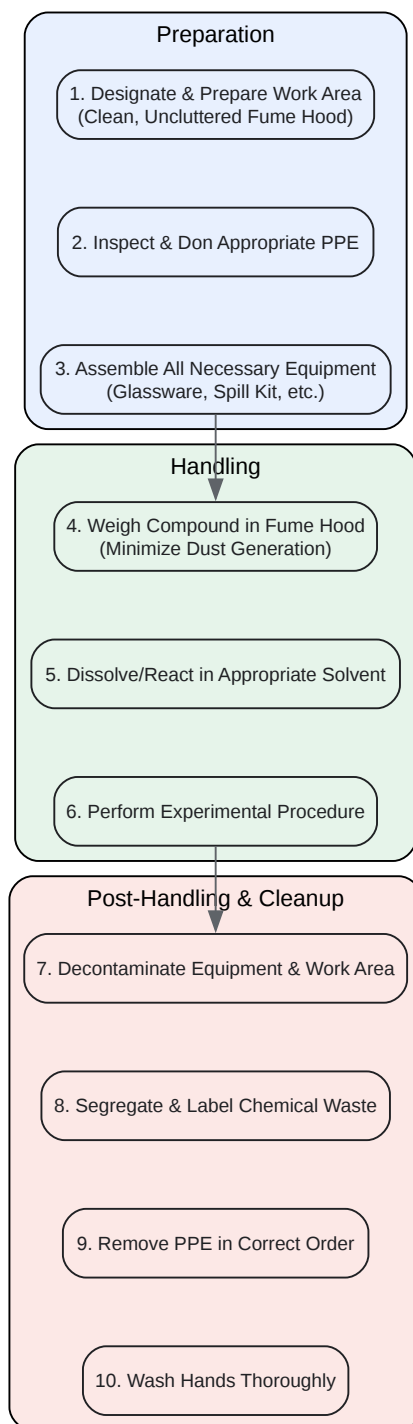 Preparation
1. Designate & Prepare Work Area
(Clean, Uncluttered Fume Hood)
2. Inspect & Don Appropriate PPE
3. Assemble All Necessary Equipment
(Glassware, Spill Kit, etc.)
Handling
4. Weigh Compound in Fume Hood
(Minimize Dust Generation)
5. Dissolve/React in Appropriate Solvent
6. Perform Experimental Procedure
Post-Handling & Cleanup
7. Decontaminate Equipment & Work Area
8. Segregate & Label Chemical Waste
9. Remove PPE in Correct Order
10. Wash Hands Thoroughly